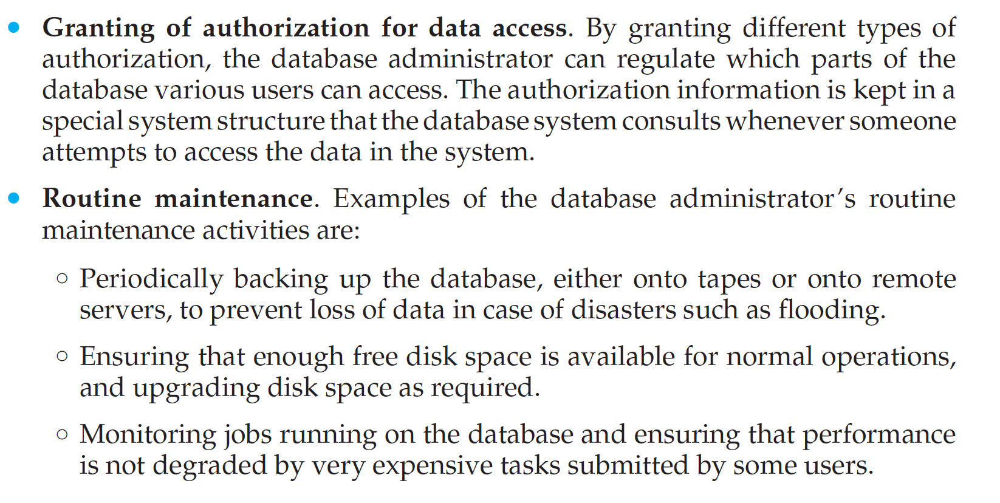 • Granting of authorization for data access. By granting different types of
authorization, the database administrator can regulate which parts of the
database various users can access. The authorization information is kept in a
special system structure that the database system consults whenever someone
attempts to access the data in the system.
• Routine maintenance. Examples of the database administrator’s routine
maintenance activities are:
◦ Periodically backing up the database, either onto tapes or onto remote
servers, to prevent loss of data in case of disasters such as flooding.
◦ Ensuring that enough free disk space is available for normal operations,
and upgrading disk space as required.
◦ Monitoring jobs running on the database and ensuring that performance
is not degraded by very expensive tasks submitted by some users.